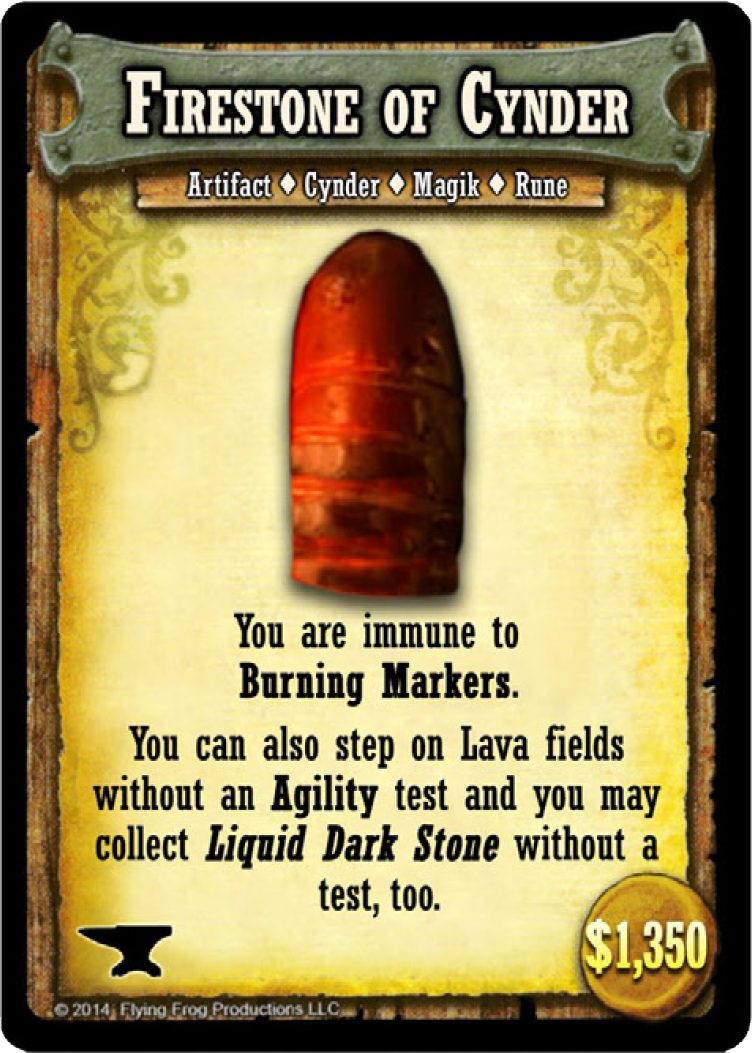 Firestone of Cynder
Artifact ◆ Cynder ◆ Magik ◆ Rune
You are immune to
Burning Markers.
You can also step on Lava fields
without an Agility test and you may
collect Liquid Dark Stone without a
test, too.
$1,350
© 2014 Flying Frog Productions LLC